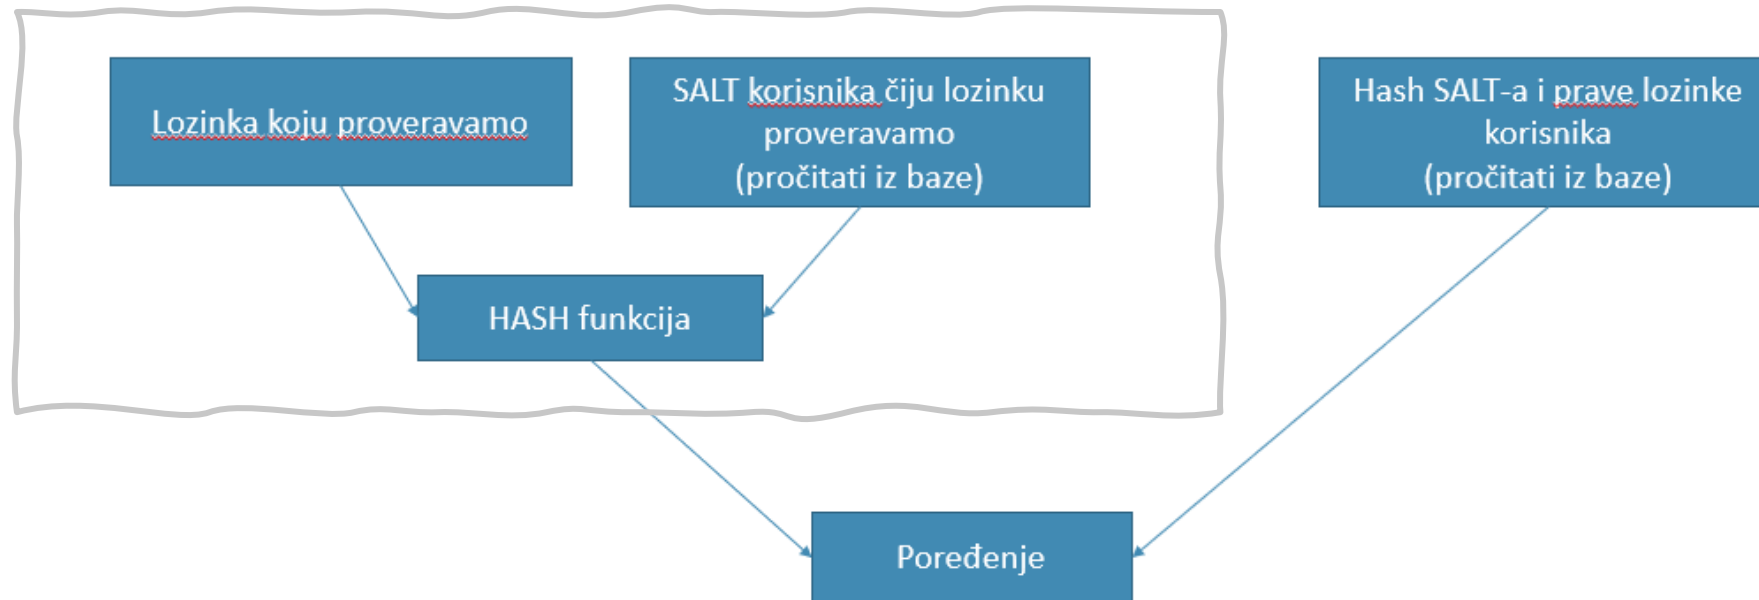 Lozinka koju proveravamo
SALT korisnika čiju lozinku
proveravamo
(pročitati iz baze)
Hash SALT-a i prave lozinke
korisnika
(pročitati iz baze)
HASH funkcija
Poređenje